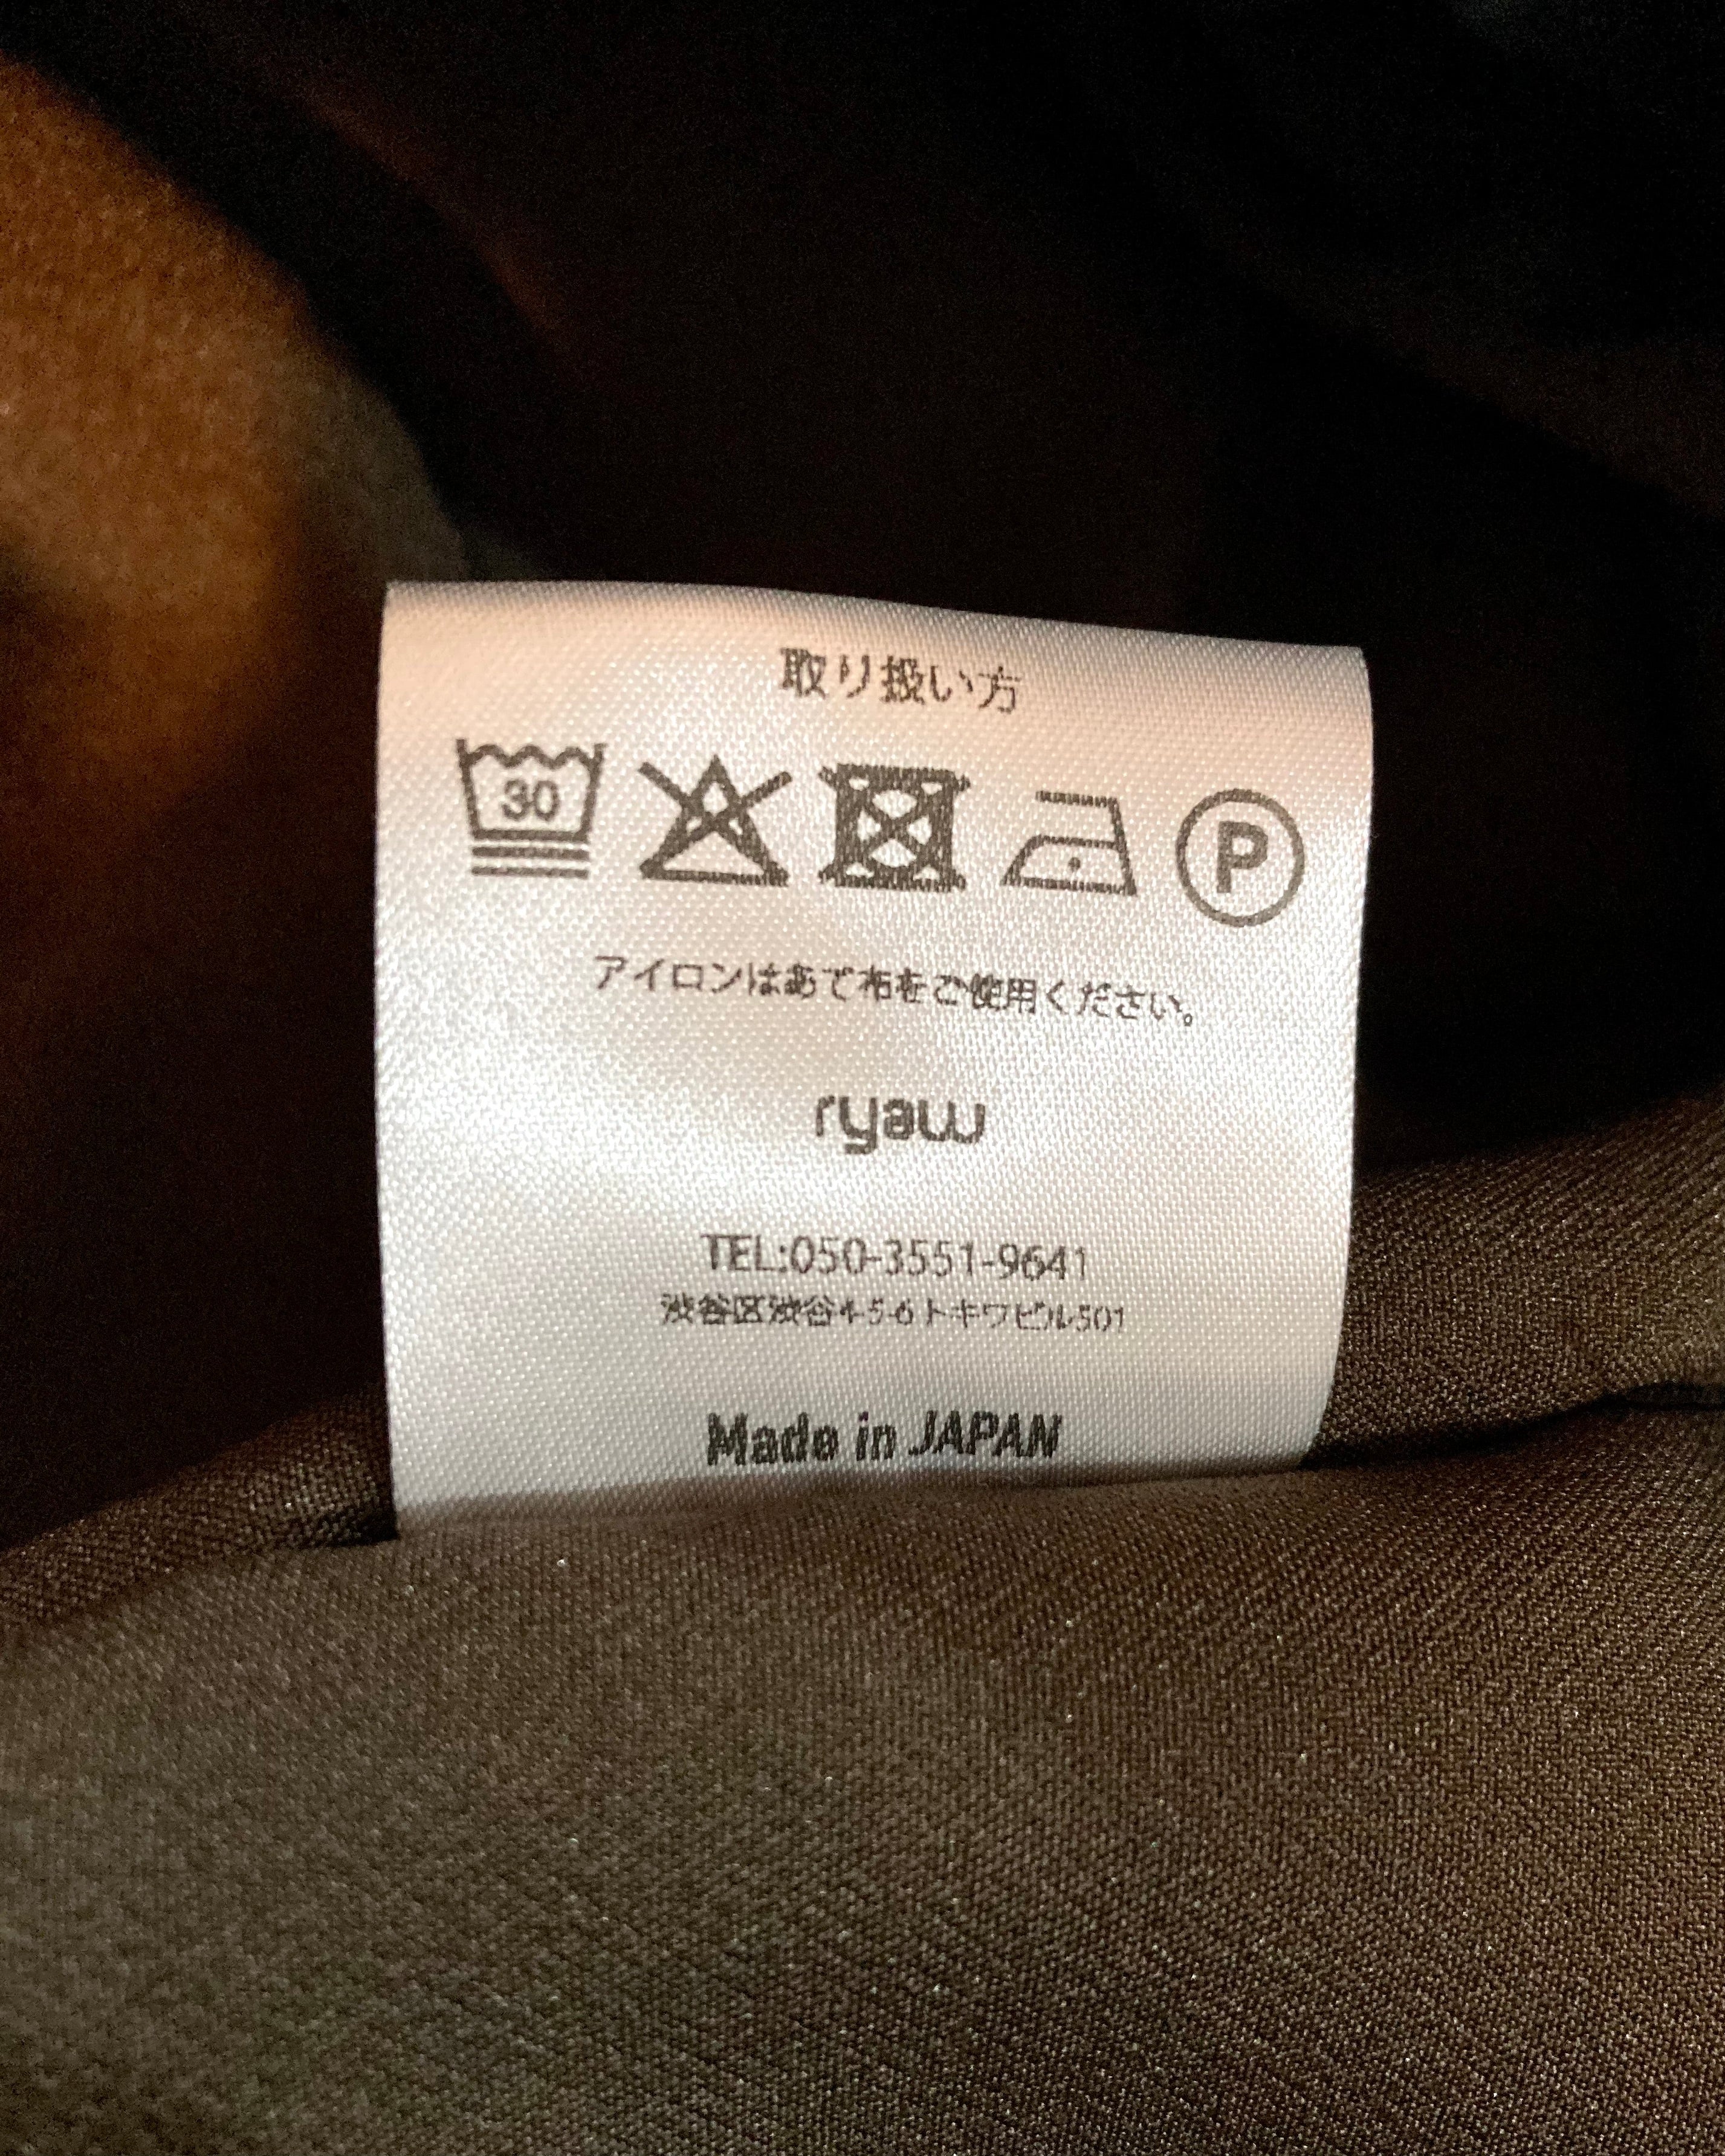 取り扱い方
30 P
アイロンはあて布をご使用ください。
ryaw
TEL:050-3551-9641
渋谷区渋谷4-5-6トキワビル501
Made in JAPAN